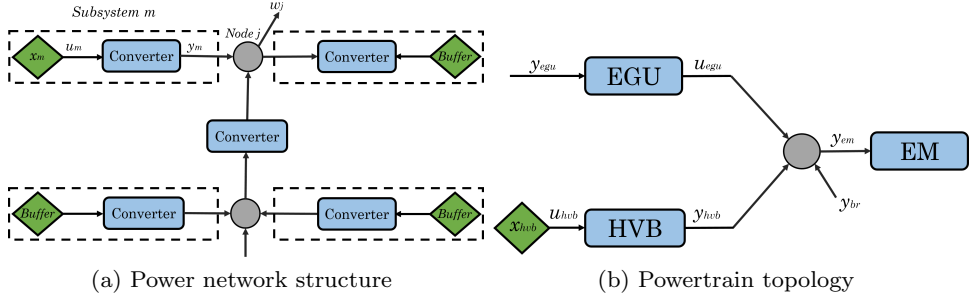 Subsystem m
w_j
x_m
u_m
Converter
y_m
Node j
Converter
Buffer
Converter
Buffer
Converter
Converter
Buffer
(a) Power network structure
y_egu
EGU
u_egu
y_em
EM
y_br
x_hvb
u_hvb
HVB
y_hvb
(b) Powertrain topology